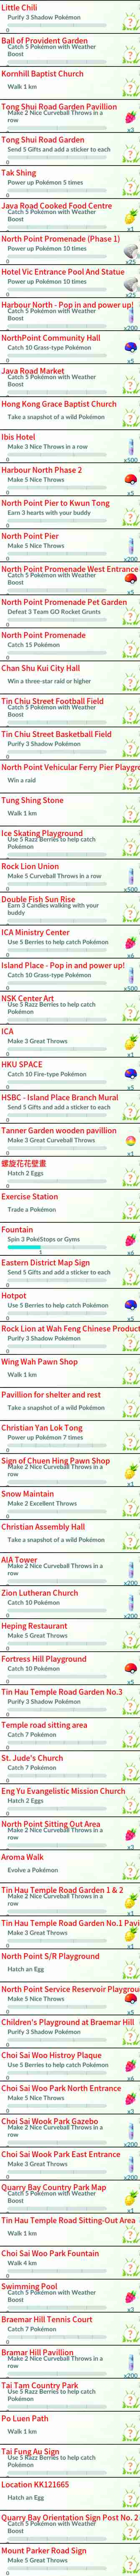 Little Chili
Purify 3 Shadow Pokémon
0
Ball of Provident Garden
Catch 5 Pokémon with Weather
Boost
0
Kornhill Baptist Church
Walk 1 km
0
Tong Shui Road Garden Pavillion
Make 2 Nice Curveball Throws in a
row
0
x3
Tong Shui Road Garden
Send 5 Gifts and add a sticker to each
0
Tak Shing
Power up Pokémon 5 times
0
Java Road Cooked Food Centre
Catch 5 Pokémon with Weather
Boost
0
x1
North Point Promenade (Phase 1)
Power up Pokémon 10 times
0
x25
Hotel Vic Entrance Pool And Statue
Power up Pokémon 10 times
0
x25
Harbour North - Pop in and power up!
Catch 5 Pokémon with Weather
Boost
0
x200
NorthPoint Community Hall
Catch 10 Grass-type Pokémon
0
x5
Java Road Market
Catch 5 Pokémon with Weather
Boost
0
Hong Kong Grace Baptist Church
Take a snapshot of a wild Pokémon
0
Ibis Hotel
Make 3 Nice Throws in a row
0
x500
Harbour North Phase 2
Make 5 Nice Throws
0
x5
North Point Pier to Kwun Tong
Earn 3 hearts with your buddy
0
North Point Pier
Make 5 Nice Throws
0
x200
North Point Promenade West Entrance
Catch 5 Pokémon with Weather
Boost
0
x5
North Point Promenade Pet Garden
Defeat 3 Team GO Rocket Grunts
0
North Point Promenade
Catch 15 Pokémon
0
Chan Shu Kui City Hall
Win a three-star raid or higher
0
Tin Chiu Street Football Field
Catch 5 Pokémon with Weather
Boost
0
Tin Chiu Street Basketball Field
Purify 3 Shadow Pokémon
0
North Point Vehicular Ferry Pier Playgro
Win a raid
0
Tung Shing Stone
Walk 1 km
0
Ice Skating Playground
Use 5 Razz Berries to help catch
Pokémon
0
Rock Lion Union
Make 5 Curveball Throws in a row
0
x500
Double Fish Sun Rise
Earn 3 Candies walking with your
buddy
0
ICA Ministry Center
Use 5 Berries to help catch Pokémon
0
x6
Island Place - Pop in and power up!
Catch 10 Grass-type Pokémon
0
x500
NSK Center Art
Use 5 Razz Berries to help catch
Pokémon
0
ICA
Make 3 Great Throws
0
x1
HKU SPACE
Catch 10 Fire-type Pokémon
0
x5
HSBC - Island Place Branch Mural
Send 5 Gifts and add a sticker to each
0
Tanner Garden wooden pavillion
Make 3 Great Curveball Throws
0
x1
螺旋花花壁畫
Hatch 2 Eggs
0
Exercise Station
Trade a Pokémon
0
Fountain
Spin 3 PokéStops or Gyms
1
x6
Eastern District Map Sign
Send 5 Gifts and add a sticker to each
0
Hotpot
Use 5 Berries to help catch Pokémon
0
x5
Rock Lion at Wah Feng Chinese Product
Purify 3 Shadow Pokémon
0
Wing Wah Pawn Shop
Walk 1 km
0
Pavillion for shelter and rest
Take a snapshot of a wild Pokémon
0
Christian Yan Lok Tong
Power up Pokémon 7 times
0
Sign of Chuen Hing Pawn Shop
Make 2 Nice Curveball Throws in a
row
0
x1
Snow Maintain
Make 2 Excellent Throws
0
Christian Assembly Hall
Take a snapshot of a wild Pokémon
0
AIA Tower
Make 2 Nice Curveball Throws in a
row
0
x200
Zion Lutheran Church
Catch 10 Pokémon
0
x200
Heping Restaurant
Make 5 Great Throws
0
Fortress Hill Playground
Catch 10 Pokémon
0
x5
Tin Hau Temple Road Garden No.3
Purify 3 Shadow Pokémon
0
Temple road sitting area
Catch 7 Pokémon
0
St. Jude's Church
Catch 7 Pokémon
0
Eng Yu Evangelistic Mission Church
Hatch 2 Eggs
0
North Point Sitting Out Area
Make 2 Nice Curveball Throws in a
row
0
x3
Aroma Walk
Evolve a Pokémon
0
Tin Hau Temple Road Garden 1 & 2
Make 2 Nice Curveball Throws in a
row
0
x1
Tin Hau Temple Road Garden No.1 Pavi
Make 3 Great Throws
0
x1
North Point S/R Playground
Hatch an Egg
0
North Point Service Reservoir Playgrou
Make 5 Nice Throws
0
x5
Children's Playground at Braemar Hill
Purify 3 Shadow Pokémon
0
Choi Sai Woo Histroy Plaque
Use 5 Berries to help catch Pokémon
0
x6
Choi Sai Woo Park North Entrance
Make 5 Nice Throws
0
x3
Choi Sai Wook Park Gazebo
Make 2 Nice Curveball Throws in a
row
0
x200
Choi Sai Wook Park East Entrance
Make 3 Great Throws
0
x200
Quarry Bay Country Park Map
Catch 5 Pokémon with Weather
Boost
0
x1
Tin Hau Temple Road Sitting-Out Area
Walk 1 km
0
Choi Sai Woo Park Fountain
Walk 4 km
0
Swimming Pool
Catch 5 Pokémon with Weather
Boost
0
x3
Braemar Hill Tennis Court
Catch 7 Pokémon
0
Bramar Hill Pavillion
Make 2 Nice Curveball Throws in a
row
0
x200
Tai Tam Country Park
Use 5 Razz Berries to help catch
Pokémon
0
Po Luen Path
Walk 1 km
0
Tai Fung Au Sign
Use 5 Razz Berries to help catch
Pokémon
0
Location KK121665
Hatch an Egg
0
Quarry Bay Orientation Sign Post No. 2
Catch 5 Pokémon with Weather
Boost
0
Mount Parker Road Sign
Make 5 Great Throws
0